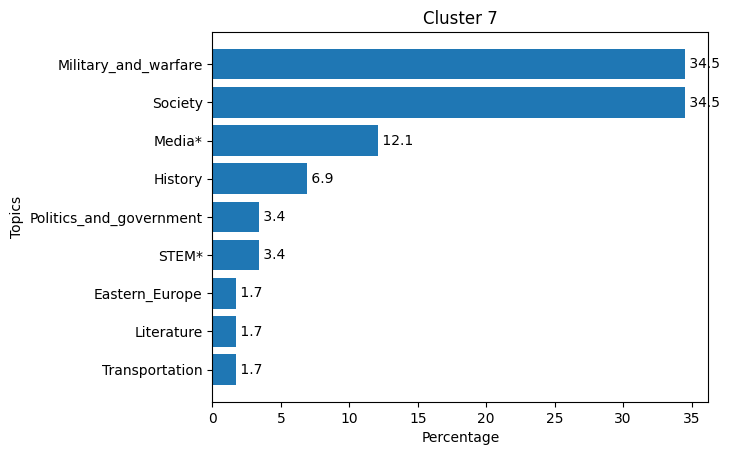 Cluster 7
Topics
Military_and_warfare 34.5
Society 34.5
Media* 12.1
History 6.9
Politics_and_government 3.4
STEM* 3.4
Eastern_Europe 1.7
Literature 1.7
Transportation 1.7
0 5 10 15 20 25 30 35
Percentage